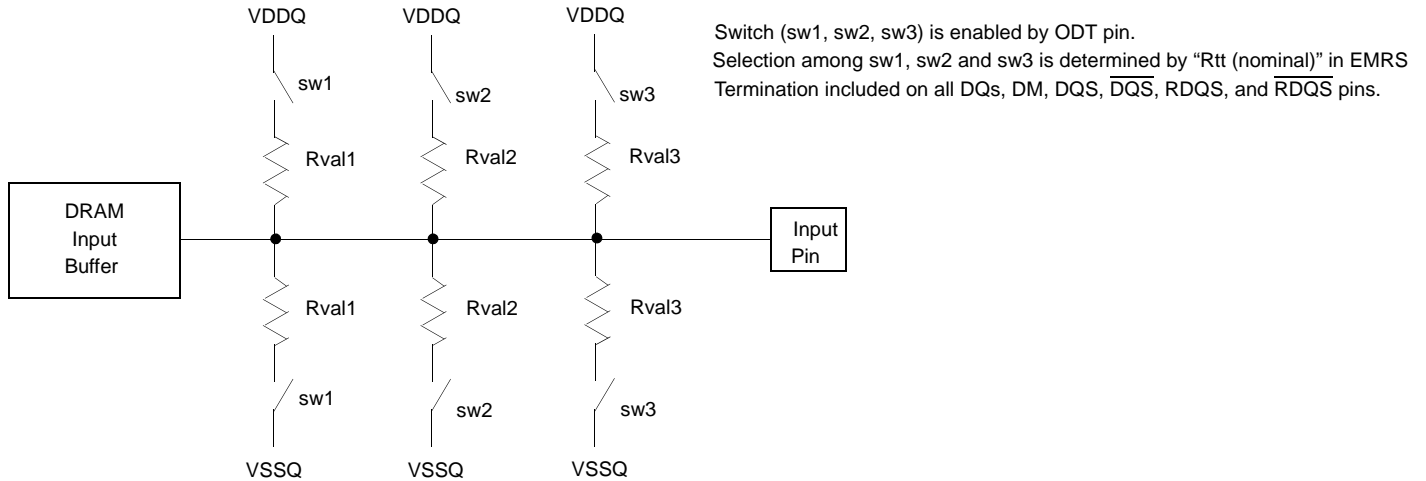 VDDQ VDDQ VDDQ
Switch (sw1, sw2, sw3) is enabled by ODT pin.
Selection among sw1, sw2 and sw3 is determined by “Rtt (nominal)” in EMRS
Termination included on all DQs, DM, DQS, D̅Q̅S̅, RDQS, and R̅D̅Q̅S̅ pins.
sw1 sw2 sw3
Rval1 Rval2 Rval3
DRAM
Input
Buffer
Input
Pin
Rval1 Rval2 Rval3
sw1 sw2 sw3
VSSQ VSSQ VSSQ